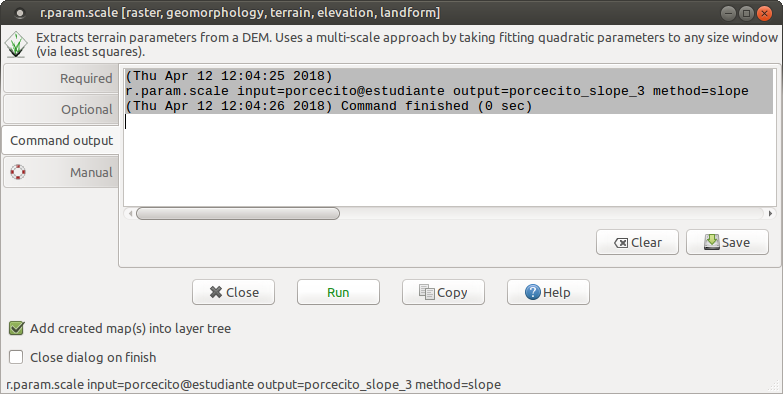 r.param.scale [raster, geomorphology, terrain, elevation, landform]
Extracts terrain parameters from a DEM. Uses a multi-scale approach by taking fitting quadratic parameters to any size window
(via least squares).
Required
Optional
Command output
Manual
(Thu Apr 12 12:04:25 2018)
r.param.scale input=porcecito@estudiante output=porcecito_slope_3 method=slope
(Thu Apr 12 12:04:26 2018) Command finished (0 sec)
Clear
Save
Close
Run
Copy
Help
Add created map(s) into layer tree
Close dialog on finish
r.param.scale input=porcecito@estudiante output=porcecito_slope_3 method=slope